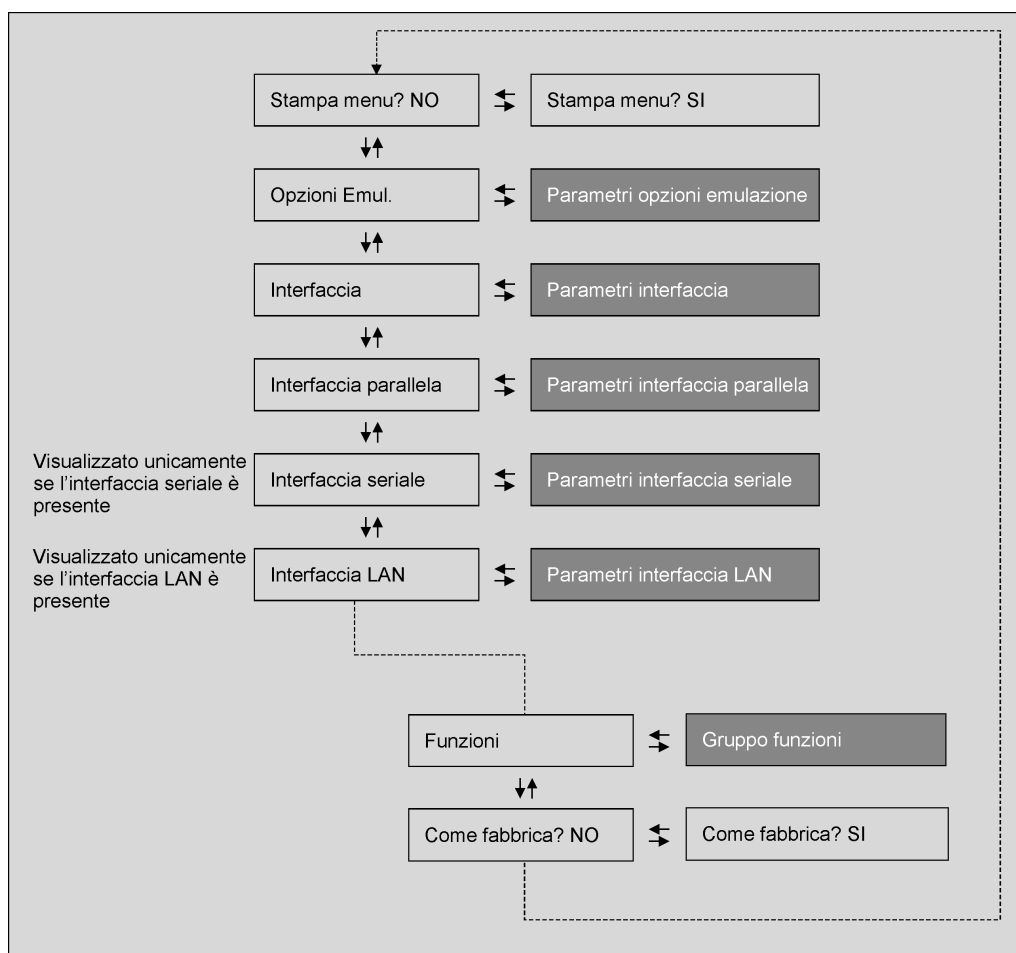 Stampa menu? NO
Stampa menu? SI
Opzioni Emul.
Parametri opzioni emulazione
Interfaccia
Parametri interfaccia
Interfaccia parallela
Parametri interfaccia parallela
Visualizzato unicamente
se l’interfaccia seriale è
presente
Interfaccia seriale
Parametri interfaccia seriale
Visualizzato unicamente
se l’interfaccia LAN è
presente
Interfaccia LAN
Parametri interfaccia LAN
Funzioni
Gruppo funzioni
Come fabbrica? NO
Come fabbrica? SI